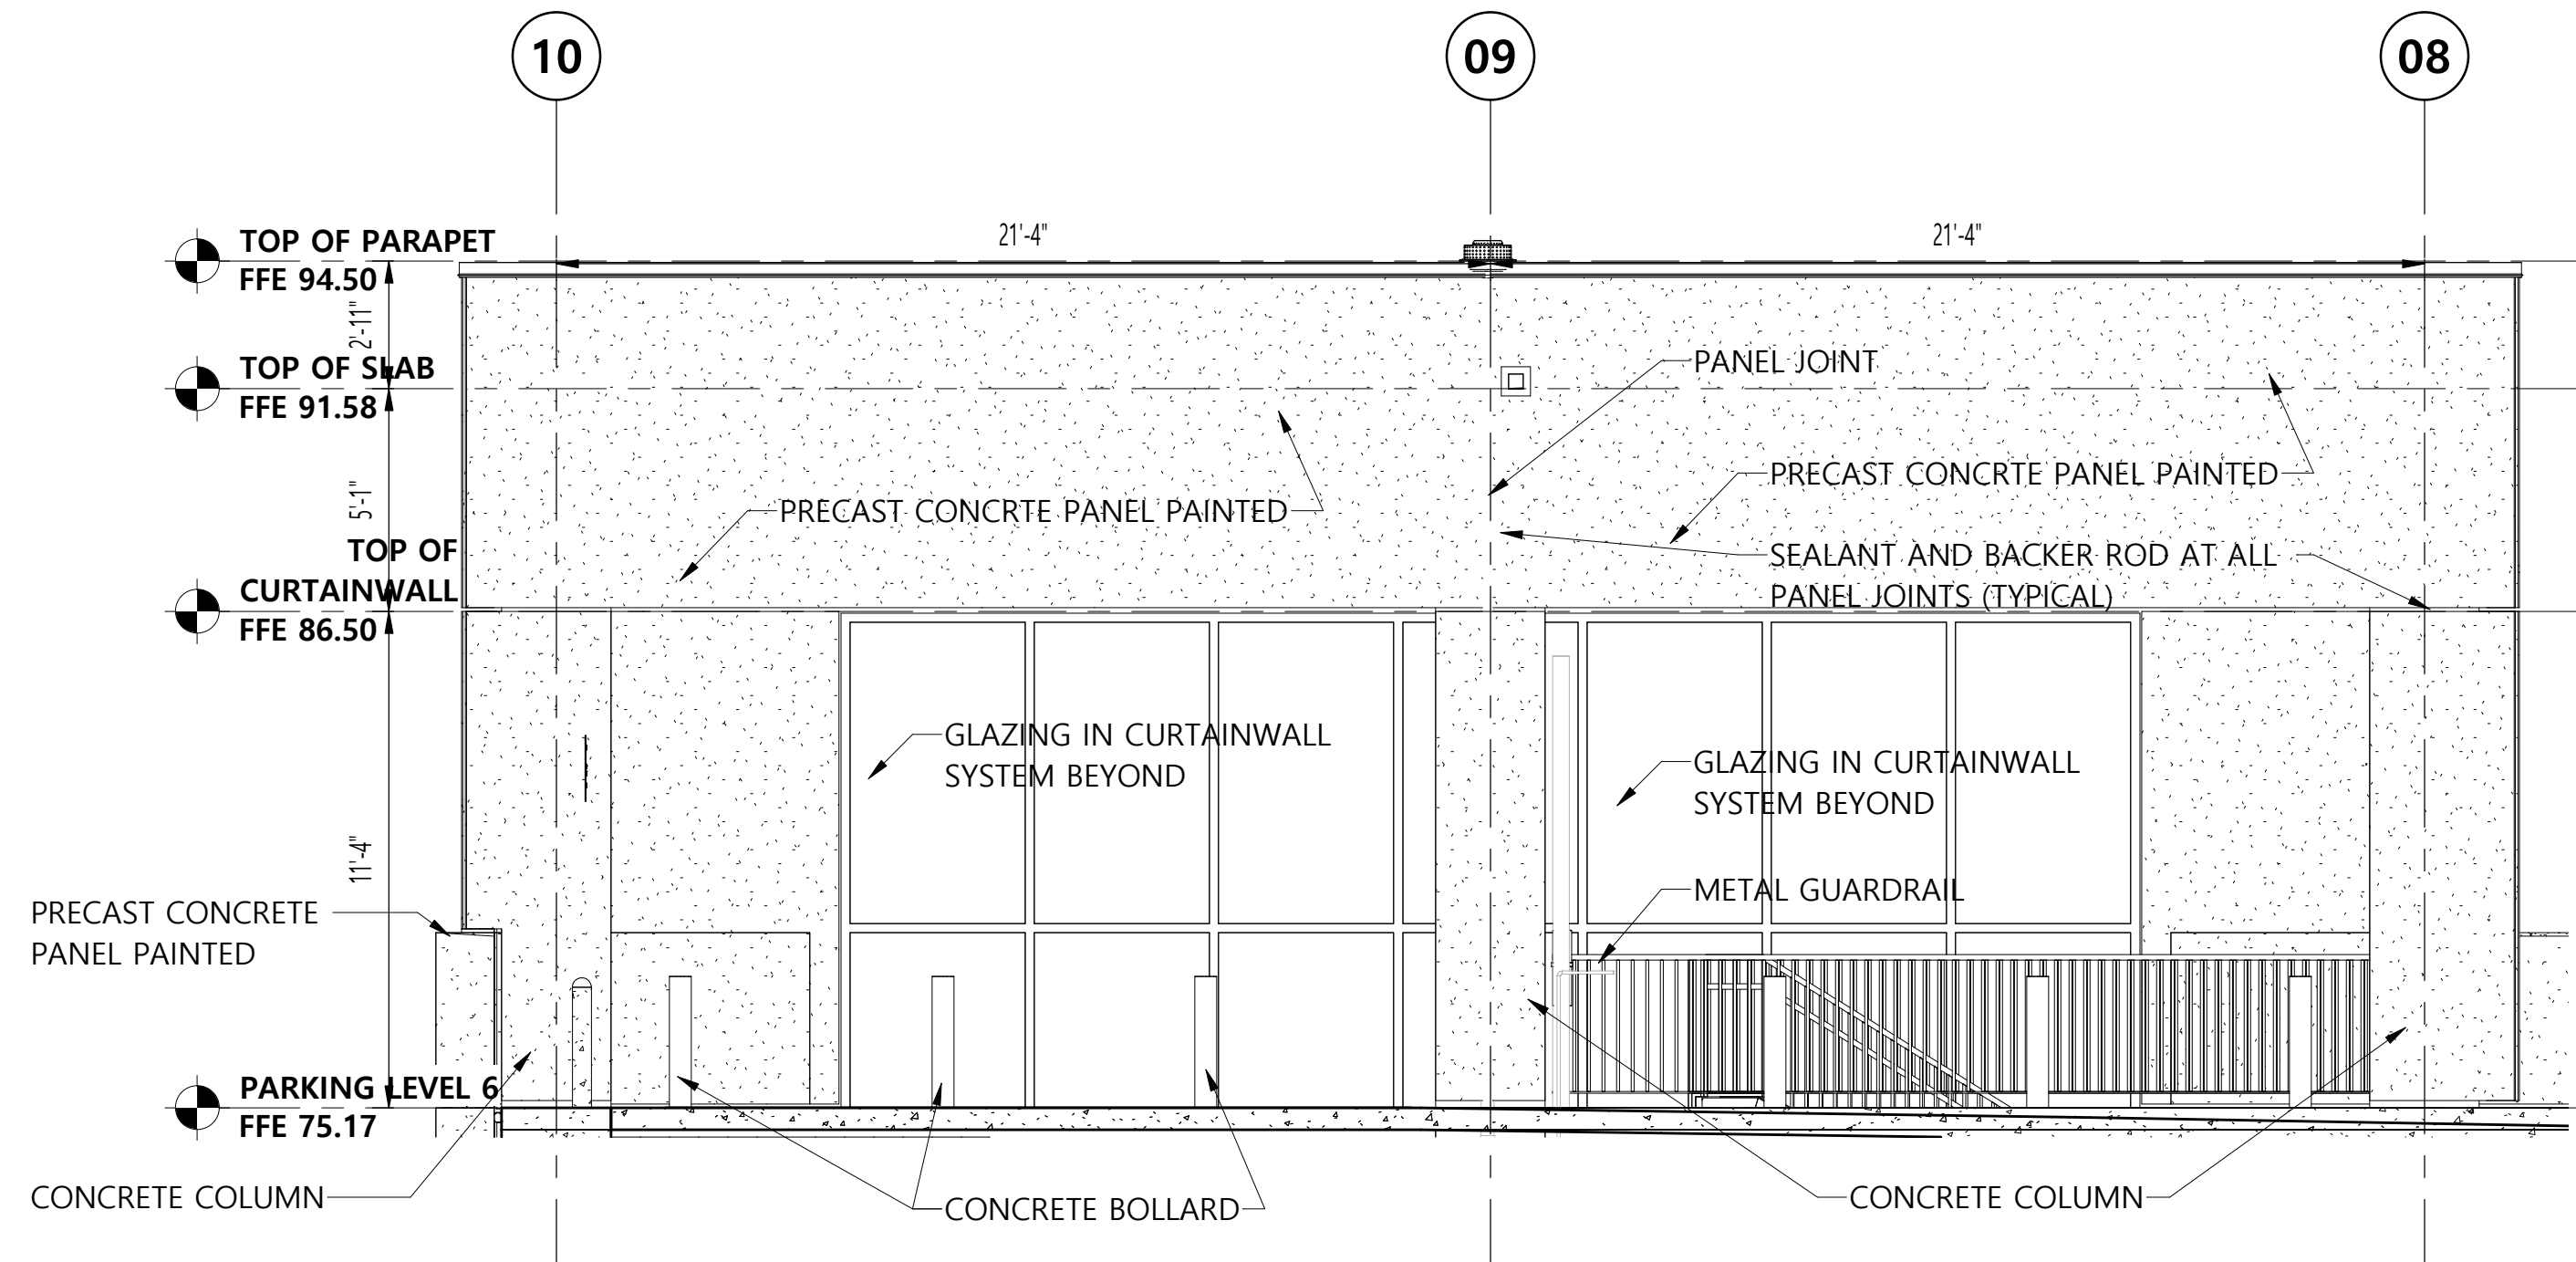 10
09
08
21'-4"
21'-4"
TOP OF PARAPET
FFE 94.50
2'-11"
TOP OF SLAB
FFE 91.58
PANEL JOINT
5'-1"
PRECAST CONCRTE PANEL PAINTED
PRECAST CONCRTE PANEL PAINTED
TOP OF
CURTAINWALL
FFE 86.50
SEALANT AND BACKER ROD AT ALL
PANEL JOINTS (TYPICAL)
GLAZING IN CURTAINWALL
SYSTEM BEYOND
GLAZING IN CURTAINWALL
SYSTEM BEYOND
11'-4"
METAL GUARDRAIL
PRECAST CONCRETE
PANEL PAINTED
PARKING LEVEL 6
FFE 75.17
CONCRETE COLUMN
CONCRETE BOLLARD
CONCRETE COLUMN